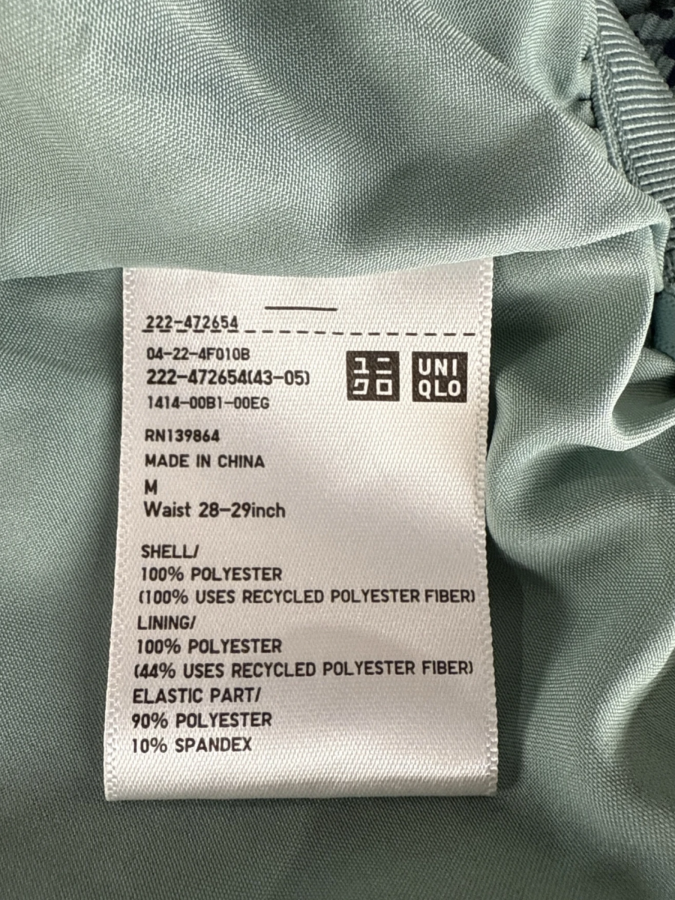 222-472654
04-22-4F010B
222-472654(43-05)
1414-00B1-00EG
ユニ
クロ
UNI
QLO
RN139864
MADE IN CHINA
M
Waist 28-29inch
SHELL/
100% POLYESTER
(100% USES RECYCLED POLYESTER FIBER)
LINING/
100% POLYESTER
(44% USES RECYCLED POLYESTER FIBER)
ELASTIC PART/
90% POLYESTER
10% SPANDEX